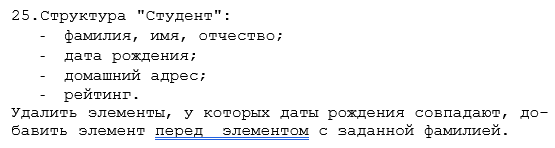 25.Структура "Студент":
- фамилия, имя, отчество;
- дата рождения;
- домашний адрес;
- рейтинг.
Удалить элементы, у которых даты рождения совпадают, до-
бавить элемент перед элементом с заданной фамилией.